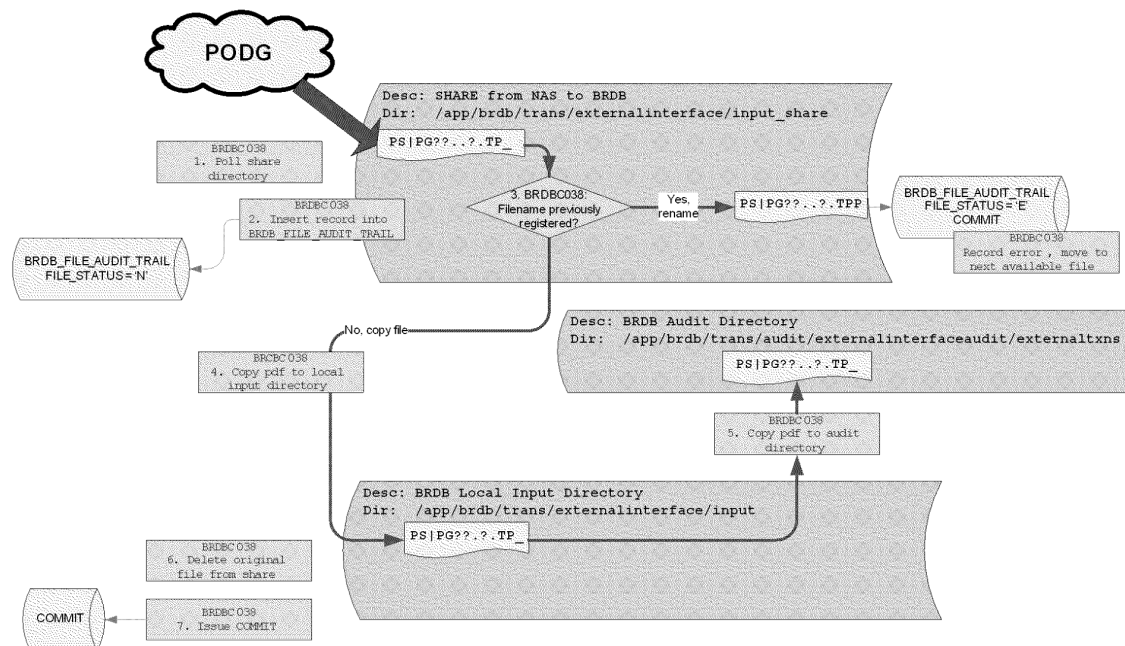 PODG
Desc: SHARE from NAS to BRDB
Dir: /app/brdb/trans/externalinterface/input_share
PS|PG??..?.TP_
BRDBC038
1. Poll share
directory
3. BRDBC038:
Filename previously
registered?
Yes,
rename
PS|PG??..?.TPP
BRDB_FILE_AUDIT_TRAIL
FILE_STATUS = 'E'
COMMIT
BRDBC038
Record error , move to
next available file
BRDBC038
2. Insert record into
BRDB_FILE_AUDIT_TRAIL
BRDB_FILE_AUDIT_TRAIL
FILE_STATUS = 'N'
No, copy file
BRCBC038
4. Copy pdf to local
input directory
Desc: BRDB Audit Directory
Dir: /app/brdb/trans/audit/externalinterfaceaudit/externaltxns
PS|PG??..?.TP_
BRDBC038
5. Copy pdf to audit
directory
Desc: BRDB Local Input Directory
Dir: /app/brdb/trans/externalinterface/input
PS|PG??.?.TP_
BRDBC038
6. Delete original
file from share
BRDBC038
7. Issue COMMIT
COMMIT